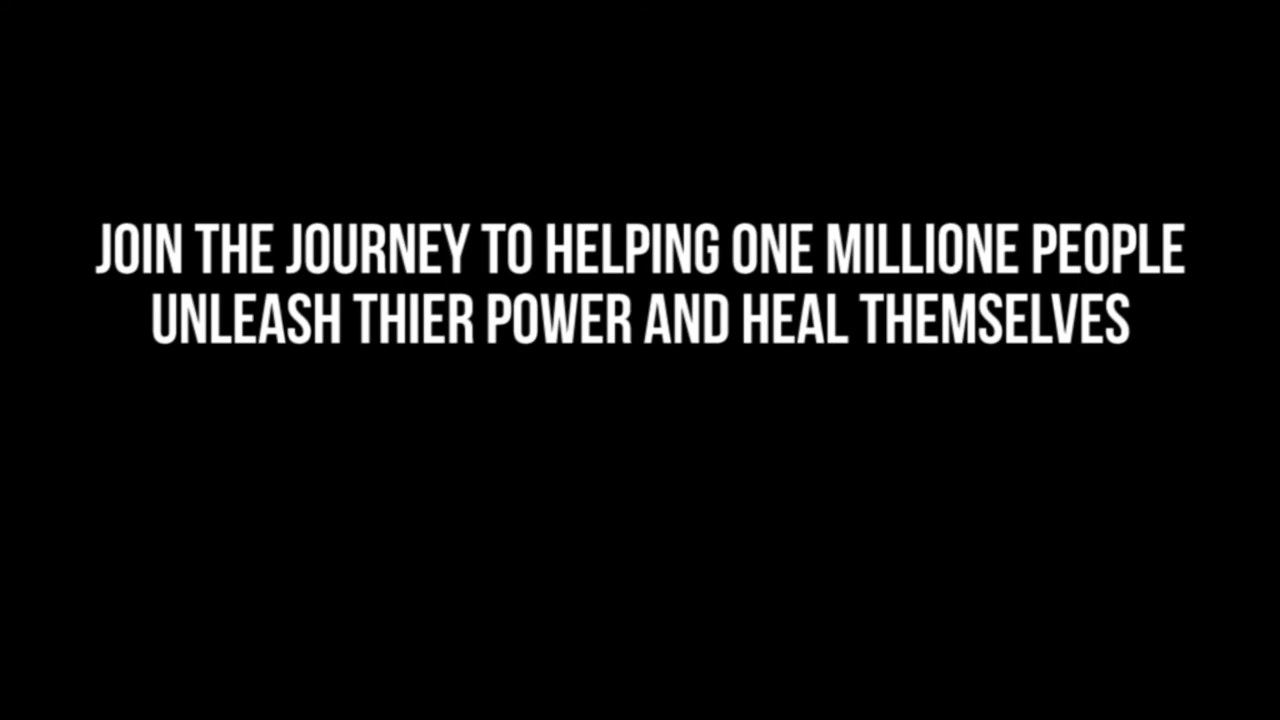 JOIN THE JOURNEY TO HELPING ONE MILLIONE PEOPLE
UNLEASH THIER POWER AND HEAL THEMSELVES